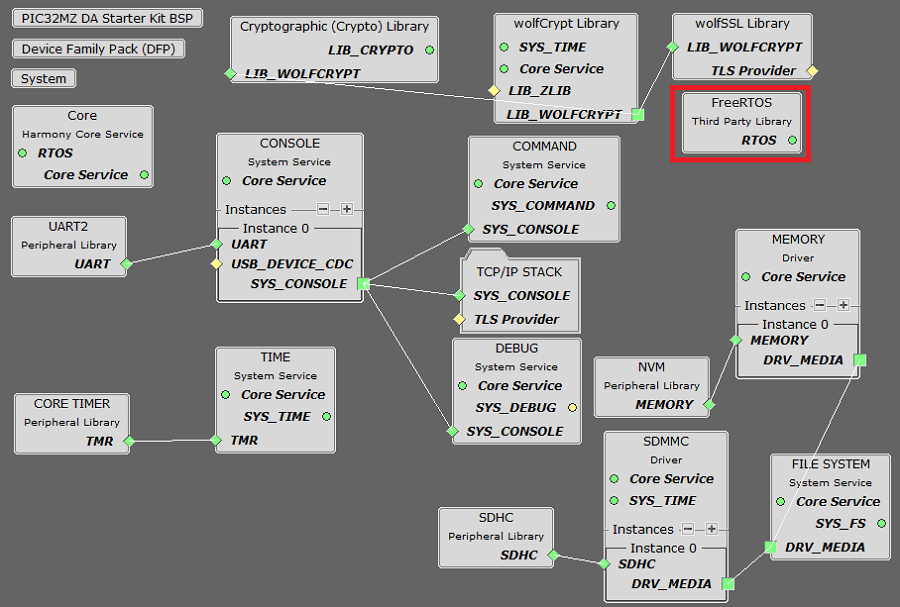 PIC32MZ DA Starter Kit BSP
Device Family Pack (DFP)
System
Cryptographic (Crypto) Library
LIB_CRYPTO
LIB_WOLFCRYPT
wolfCrypt Library
SYS_TIME
Core Service
LIB_ZLIB
LIB_WOLFCRYPT
wolfSSL Library
LIB_WOLFCRYPT
TLS Provider
FreeRTOS
Third Party Library
RTOS
Core
Harmony Core Service
RTOS
Core Service
CONSOLE
System Service
Core Service
Instances
Instance 0
UART
USB_DEVICE_CDC
SYS_CONSOLE
COMMAND
System Service
Core Service
SYS_COMMAND
SYS_CONSOLE
UART2
Peripheral Library
UART
TCP/IP STACK
SYS_CONSOLE
TLS Provider
MEMORY
Driver
Core Service
Instances
Instance 0
MEMORY
DRV_MEDIA
TIME
System Service
Core Service
SYS_TIME
TMR
DEBUG
System Service
Core Service
SYS_DEBUG
SYS_CONSOLE
NVM
Peripheral Library
MEMORY
CORE TIMER
Peripheral Library
TMR
SDMMC
Driver
Core Service
SYS_TIME
Instances
Instance 0
SDHC
DRV_MEDIA
FILE SYSTEM
System Service
Core Service
SYS_FS
DRV_MEDIA
SDHC
Peripheral Library
SDHC